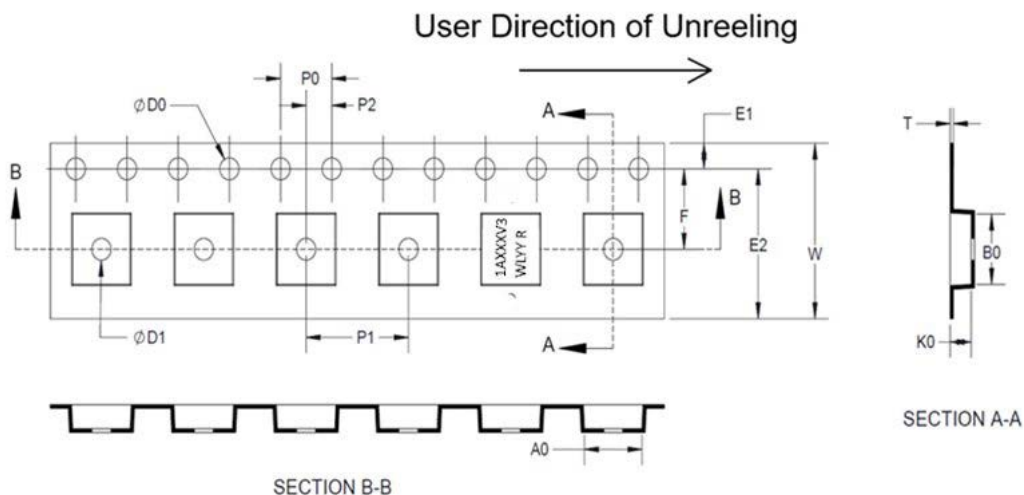 User Direction of Unreeling
P0
P2
ØD0
A
E1
T
B
B
F
E2
W
B0
1AXXXV3
WLYY R
ØD1
P1
A
K0
A0
SECTION A-A
SECTION B-B